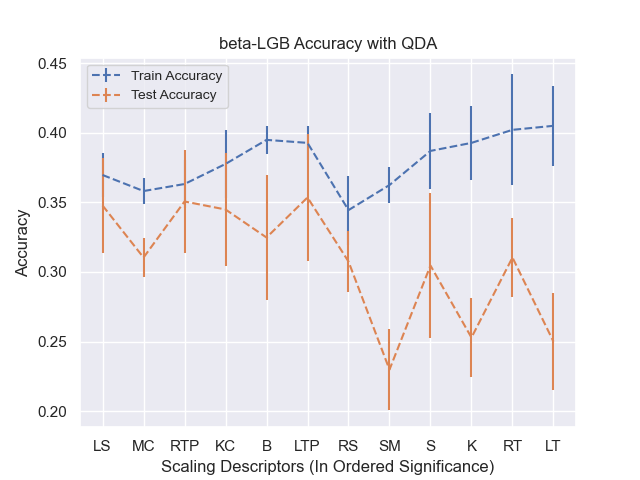 beta-LGB Accuracy with QDA
Train Accuracy
Test Accuracy
0.45
0.40
0.35
0.30
0.25
0.20
Accuracy
LS MC RTP KC B LTP RS SM S K RT LT
Scaling Descriptors (In Ordered Significance)